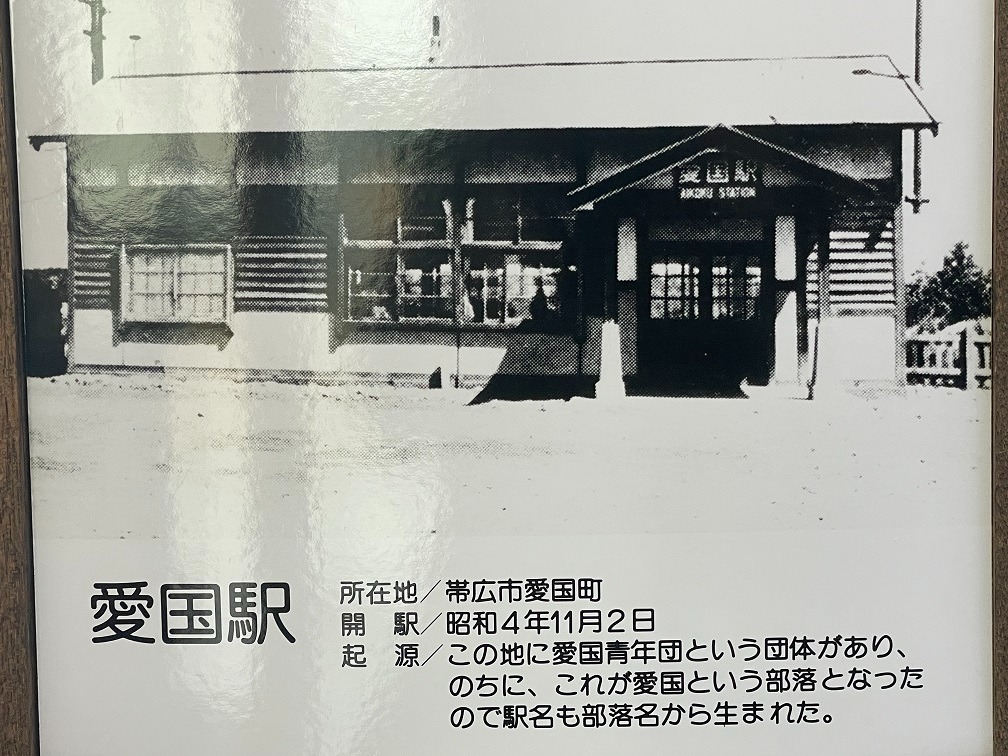 愛国駅
AIKOKU STATION
愛国駅
所在地／帯広市愛国町
開　駅／昭和４年11月２日
起　源／この地に愛国青年団という団体があり、
のちに、これが愛国という部落となった
ので駅名も部落名から生まれた。